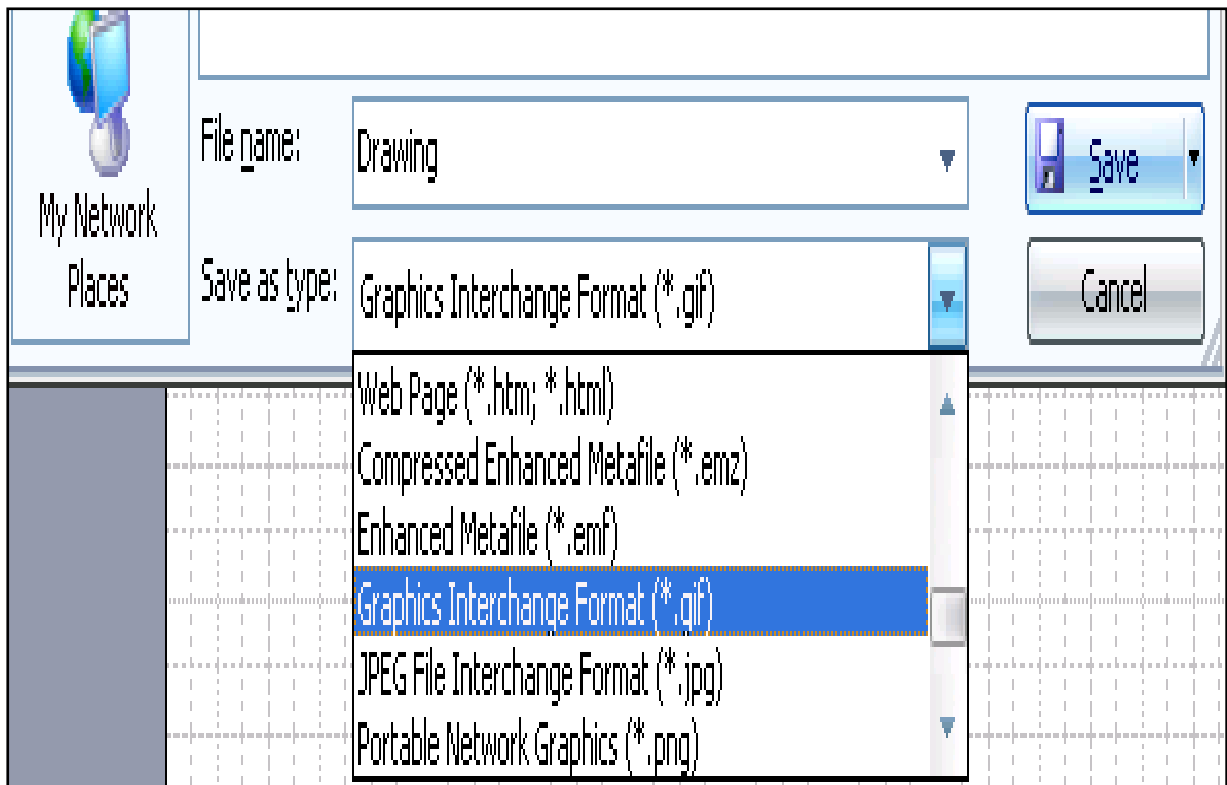 File name:
Drawing
Save
My Network
Places
Save as type:
Graphics Interchange Format (*.gif)
Cancel
Web Page (*.htm; *.html)
Compressed Enhanced Metafile (*.emz)
Enhanced Metafile (*.emf)
Graphics Interchange Format (*.gif)
JPEG File Interchange Format (*.jpg)
Portable Network Graphics (*.png)